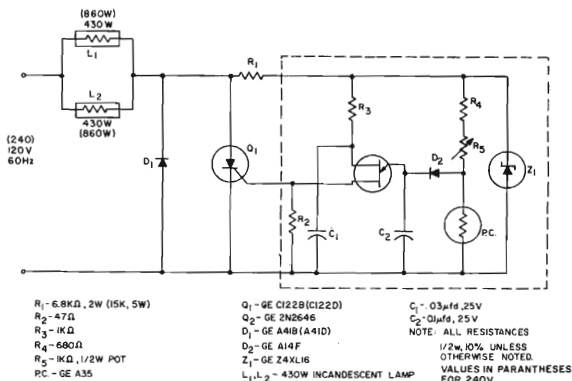 (860W)
430W
L1
L2
430W
(860W)
(240)
120V
60Hz
D1
Q1
R1
R2
R3
C1
C2
D2
R4
R5
P.C.
Z1
R1- 6.8KΩ, 2W (15K, 5W)
R2- 47Ω
R3- 1KΩ
R4- 680Ω
R5- 1KΩ, 1/2W POT
P.C.- GE A35
Q1- GE C122B(C122D)
Q2- GE 2N2646
D1- GE A41B(A41D)
D2- GE A14F
Z1- GE Z4XL16
L1, L2 - 430W INCANDESCENT LAMP
C1- .03µfd, 25V
C2- 0.1µfd, 25V
NOTE: ALL RESISTANCES
1/2W, 10% UNLESS
OTHERWISE NOTED.
VALUES IN PARANTHESES
FOR 240V